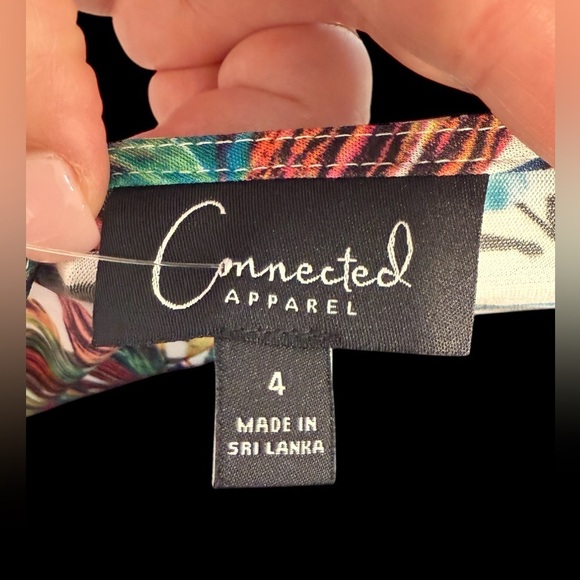 Connected
APPAREL
4
MADE IN
SRI LANKA